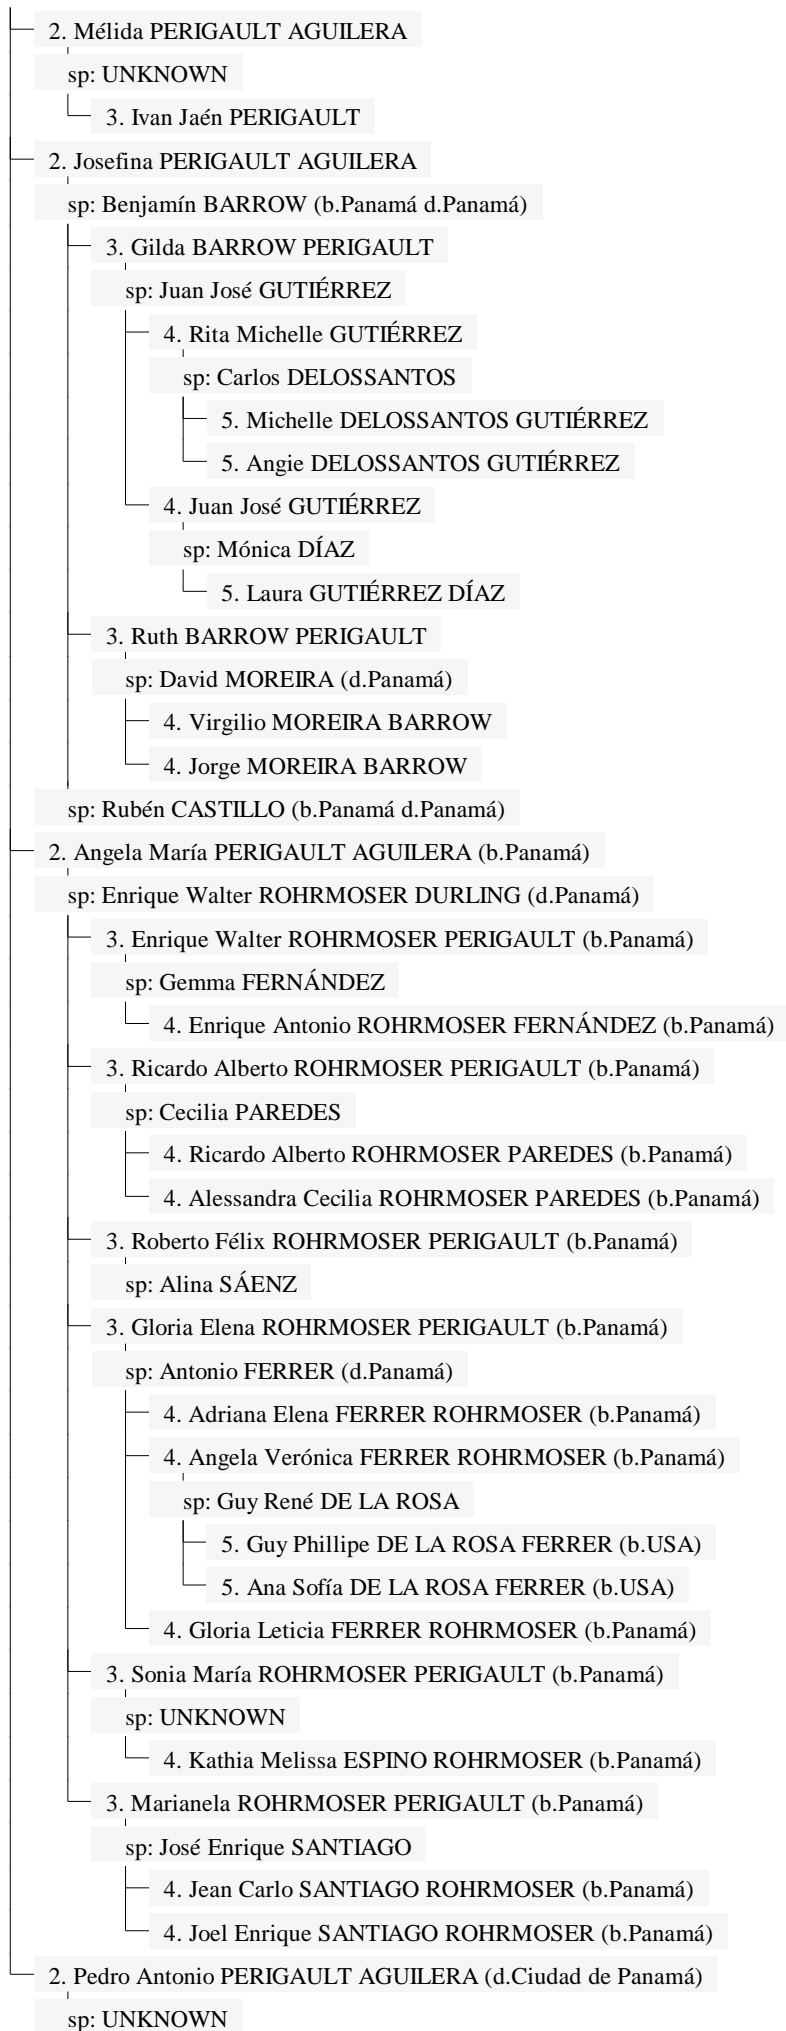 2. Mélida PERIGAULT AGUILERA
sp: UNKNOWN
3. Ivan Jaén PERIGAULT
2. Josefina PERIGAULT AGUILERA
sp: Benjamín BARROW (b.Panamá d.Panamá)
3. Gilda BARROW PERIGAULT
sp: Juan José GUTIÉRREZ
4. Rita Michelle GUTIÉRREZ
sp: Carlos DELOSSANTOS
5. Michelle DELOSSANTOS GUTIÉRREZ
5. Angie DELOSSANTOS GUTIÉRREZ
4. Juan José GUTIÉRREZ
sp: Mónica DÍAZ
5. Laura GUTIÉRREZ DÍAZ
3. Ruth BARROW PERIGAULT
sp: David MOREIRA (d.Panamá)
4. Virgilio MOREIRA BARROW
4. Jorge MOREIRA BARROW
sp: Rubén CASTILLO (b.Panamá d.Panamá)
2. Angela María PERIGAULT AGUILERA (b.Panamá)
sp: Enrique Walter ROHRMOSER DURLING (d.Panamá)
3. Enrique Walter ROHRMOSER PERIGAULT (b.Panamá)
sp: Gemma FERNÁNDEZ
4. Enrique Antonio ROHRMOSER FERNÁNDEZ (b.Panamá)
3. Ricardo Alberto ROHRMOSER PERIGAULT (b.Panamá)
sp: Cecilia PAREDES
4. Ricardo Alberto ROHRMOSER PAREDES (b.Panamá)
4. Alessandra Cecilia ROHRMOSER PAREDES (b.Panamá)
3. Roberto Félix ROHRMOSER PERIGAULT (b.Panamá)
sp: Alina SÁENZ
3. Gloria Elena ROHRMOSER PERIGAULT (b.Panamá)
sp: Antonio FERRER (d.Panamá)
4. Adriana Elena FERRER ROHRMOSER (b.Panamá)
4. Angela Verónica FERRER ROHRMOSER (b.Panamá)
sp: Guy René DE LA ROSA
5. Guy Phillipe DE LA ROSA FERRER (b.USA)
5. Ana Sofía DE LA ROSA FERRER (b.USA)
4. Gloria Leticia FERRER ROHRMOSER (b.Panamá)
3. Sonia María ROHRMOSER PERIGAULT (b.Panamá)
sp: UNKNOWN
4. Kathia Melissa ESPINO ROHRMOSER (b.Panamá)
3. Marianela ROHRMOSER PERIGAULT (b.Panamá)
sp: José Enrique SANTIAGO
4. Jean Carlo SANTIAGO ROHRMOSER (b.Panamá)
4. Joel Enrique SANTIAGO ROHRMOSER (b.Panamá)
2. Pedro Antonio PERIGAULT AGUILERA (d.Ciudad de Panamá)
sp: UNKNOWN